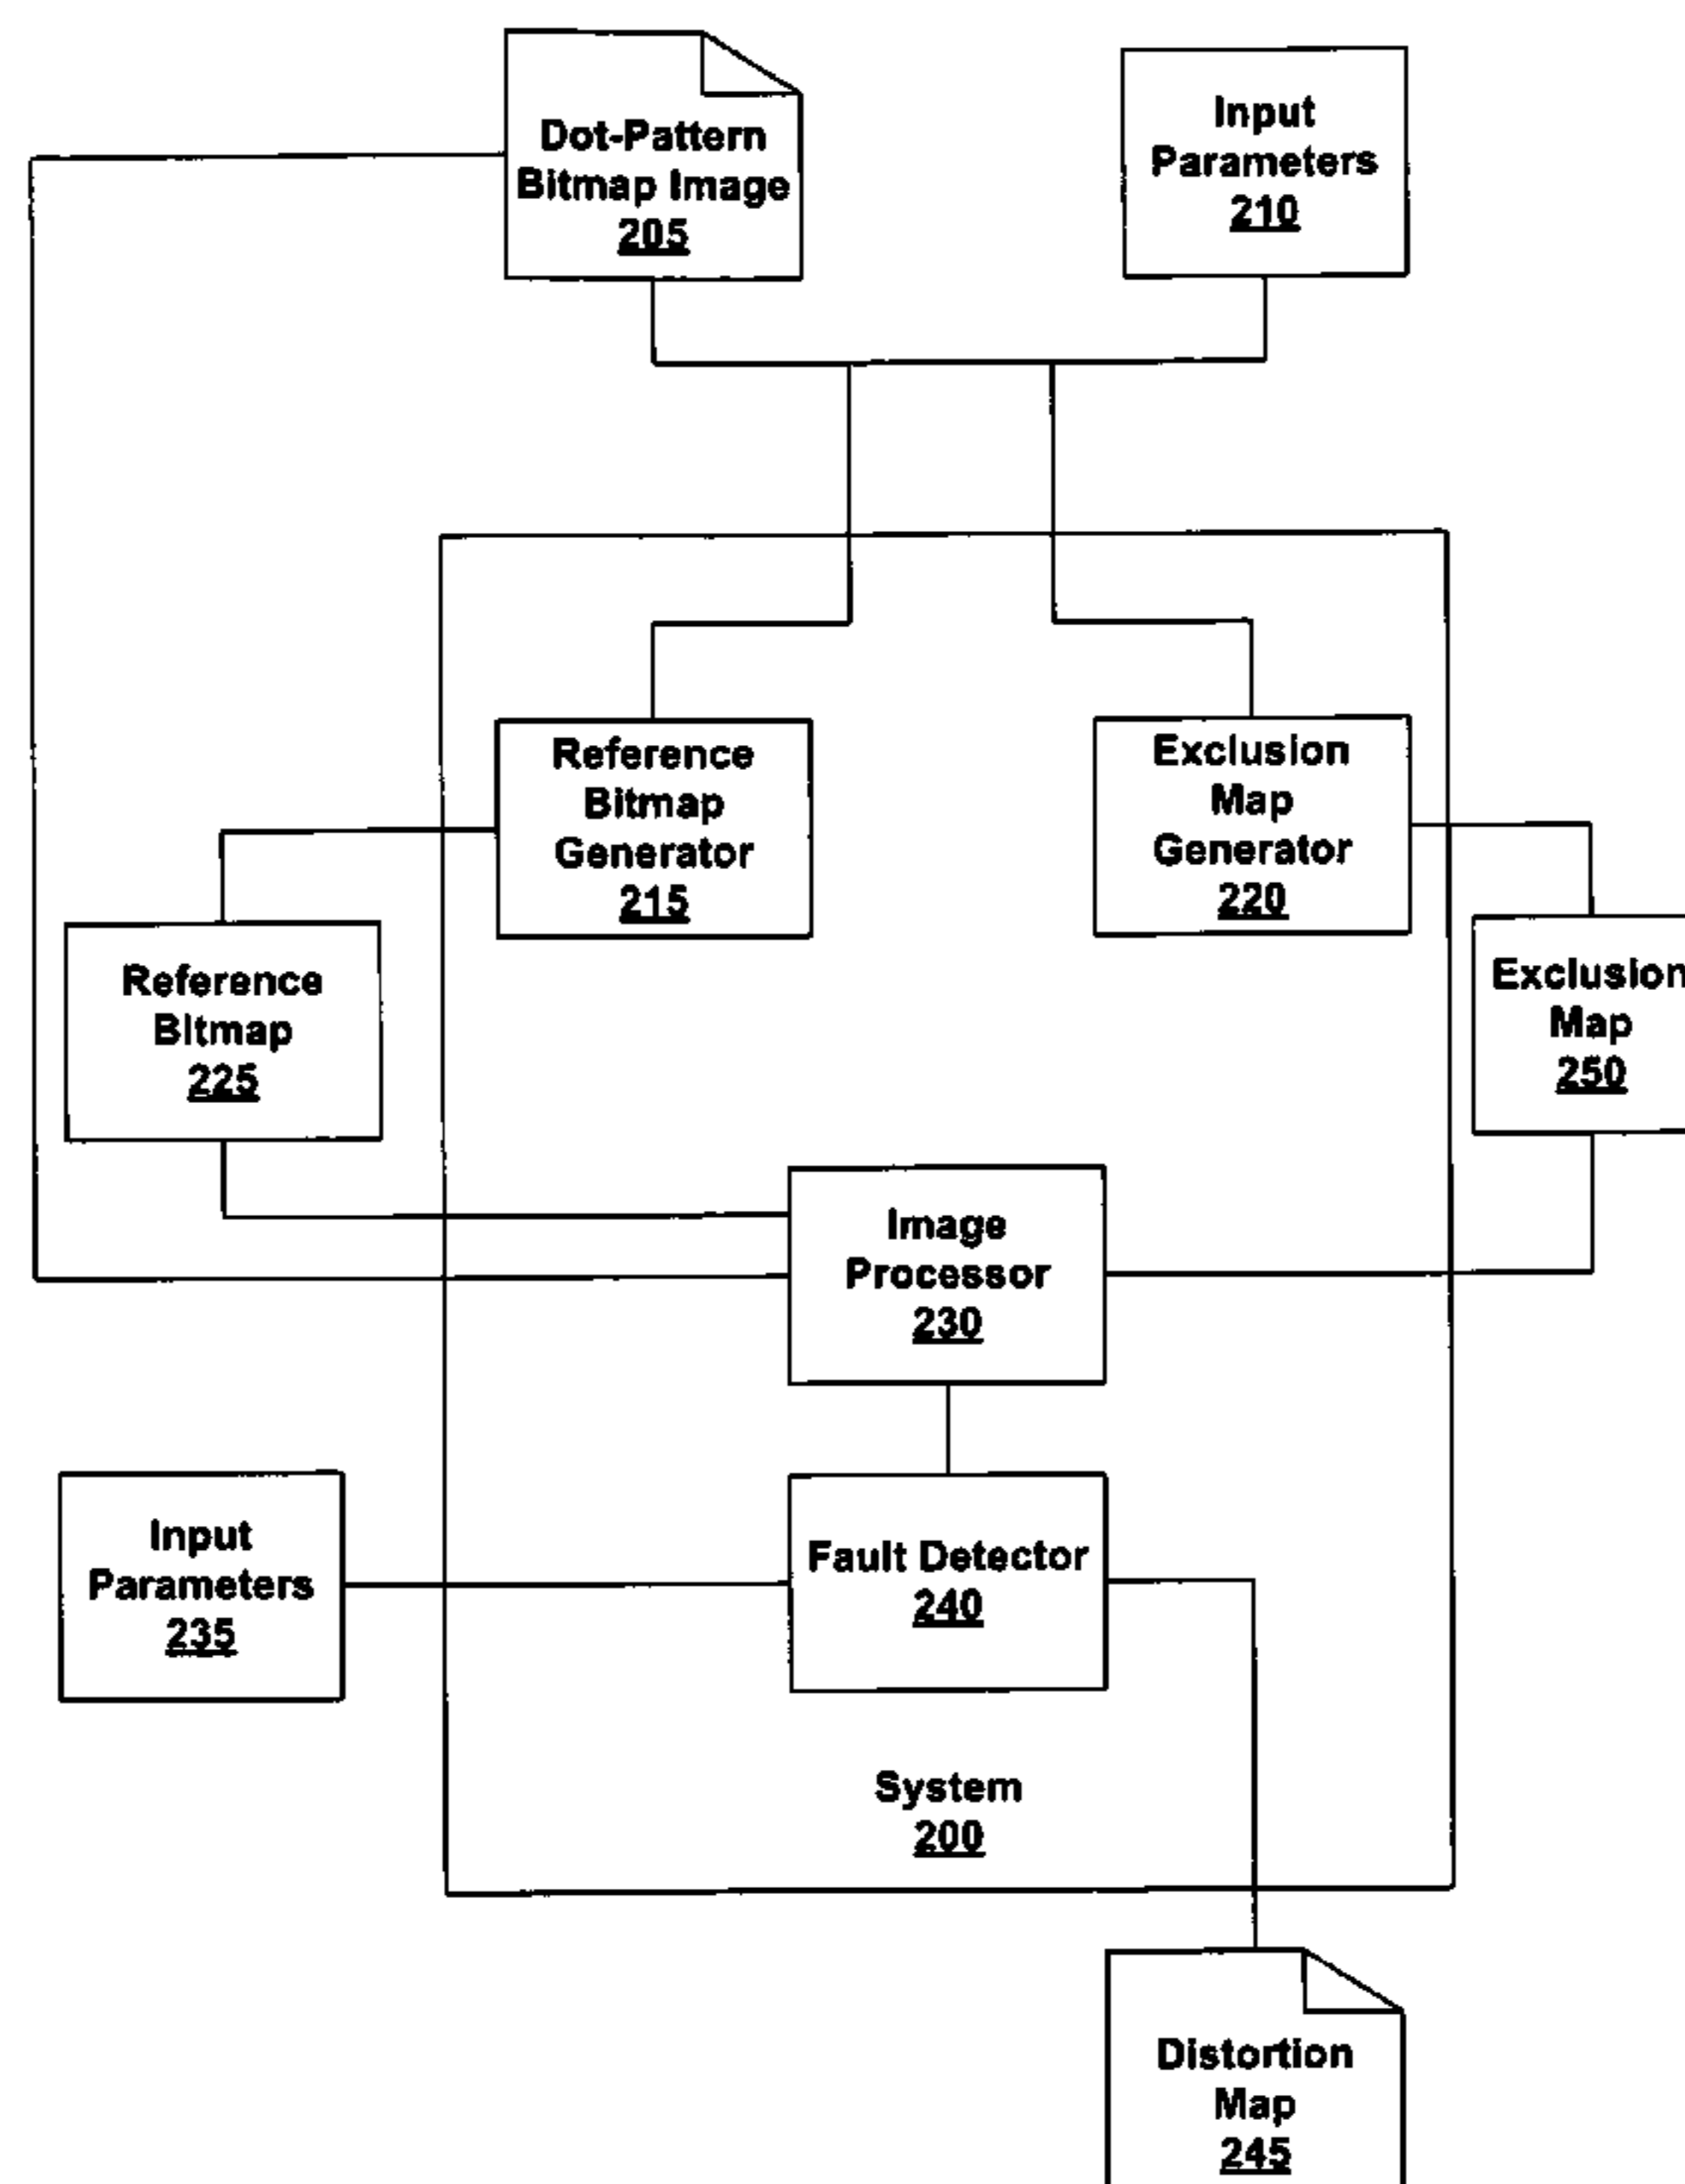 Dot-Pattern
Bitmap Image
205
Input
Parameters
210
Reference
Bitmap
Generator
215
Exclusion
Map
Generator
220
Reference
Bitmap
225
Exclusion
Map
250
Image
Processor
230
Input
Parameters
235
Fault Detector
240
System
200
Distortion
Map
245